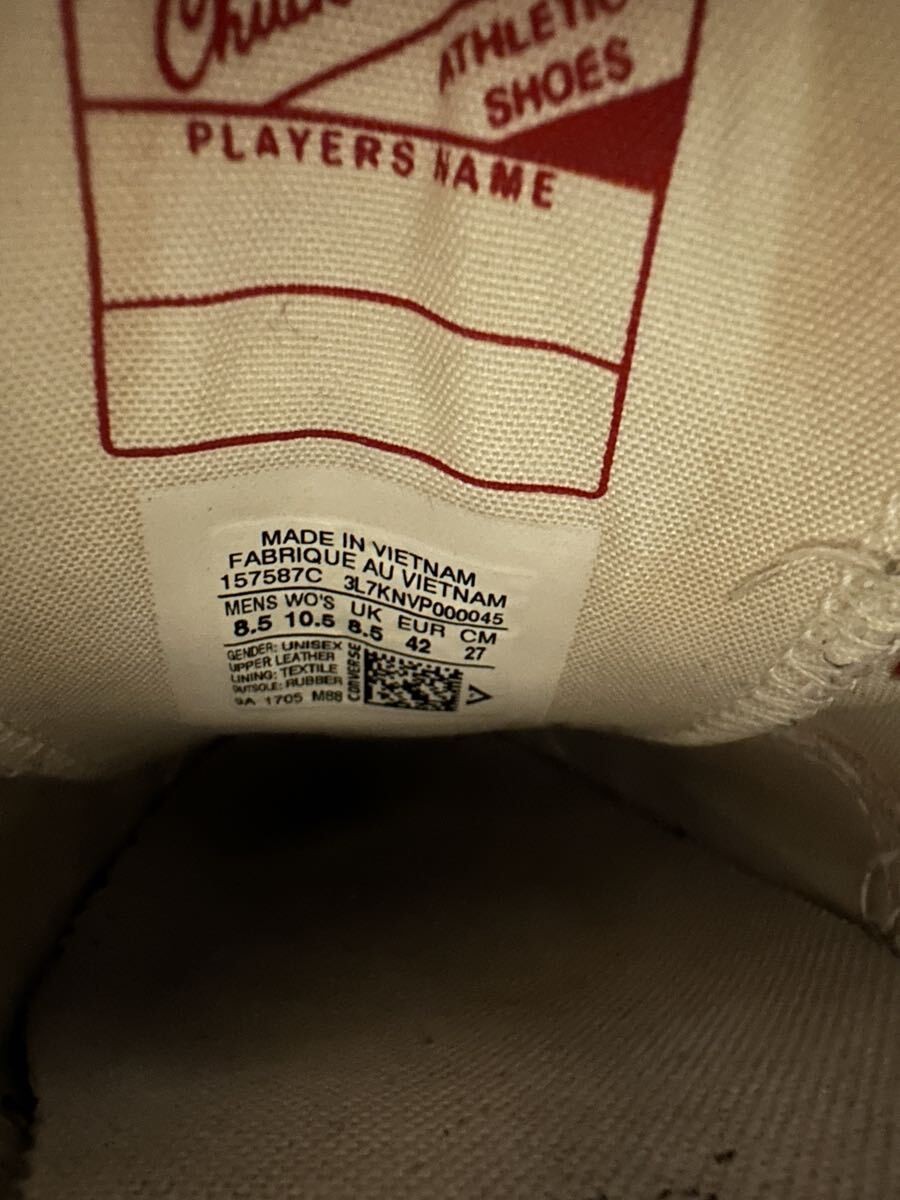 Chuck
ATHLETIC
SHOES
PLAYERS NAME
MADE IN VIETNAM
FABRIQUE AU VIETNAM
157587C 3L7KNVP000045
MENS WO'S UK EUR CM
8.5 10.5 8.5 42 27
GENDER: UNISEX
UPPER LEATHER
LINING: TEXTILE
OUTSOLE: RUBBER
9A 1705 M88
CONVERSE
V